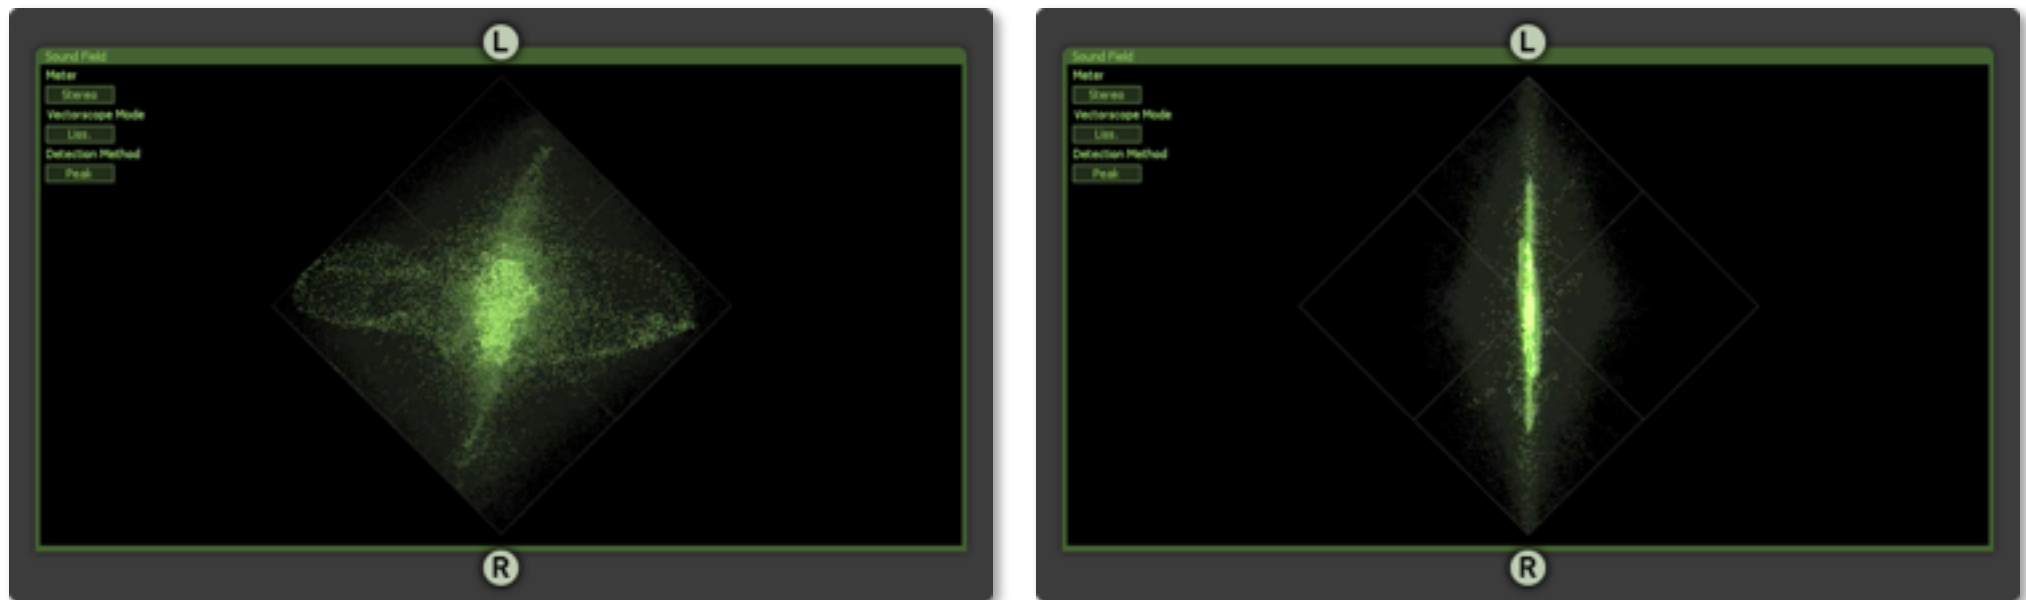 L
Sound Field
Meter
Stereo
Vectorscope Mode
Liss.
Detection Method
Peak
R
L
Sound Field
Meter
Stereo
Vectorscope Mode
Liss.
Detection Method
Peak
R